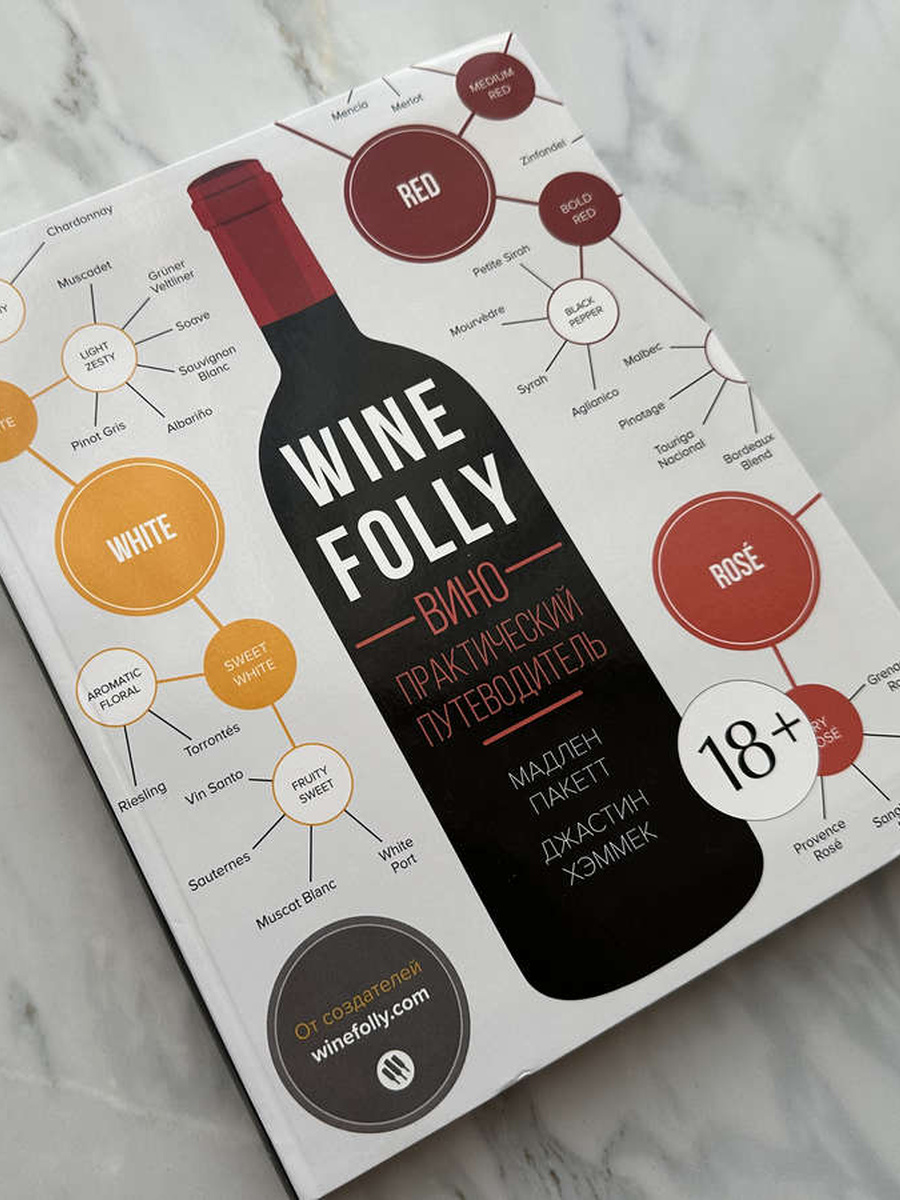 MEDIUM
RED
Mencia
Merlot
RED
Zinfandel
BOLD
RED
Petite Sirah
BLACK
PEPPER
Mourvèdre
Syrah
Aglianico
Malbec
Pinotage
Touriga
Nacional
Bordeaux
Blend
Chardonnay
Muscadet
Grüner
Veltliner
Soave
LIGHT
ZESTY
Sauvignon
Blanc
Albariño
Pinot Gris
WHITE
SWEET
WHITE
AROMATIC
FLORAL
Torrontés
Riesling
Vin Santo
FRUITY
SWEET
Sauternes
Muscat Blanc
White
Port
WINE
FOLLY
ВИНО
ПРАКТИЧЕСКИЙ
ПУТЕВОДИТЕЛЬ
МАДЛЕН
ПАКЕТТ
ДЖАСТИН
ХЭММЕК
ROSÉ
18+
Provence
Rosé
От создателей
winefolly.com